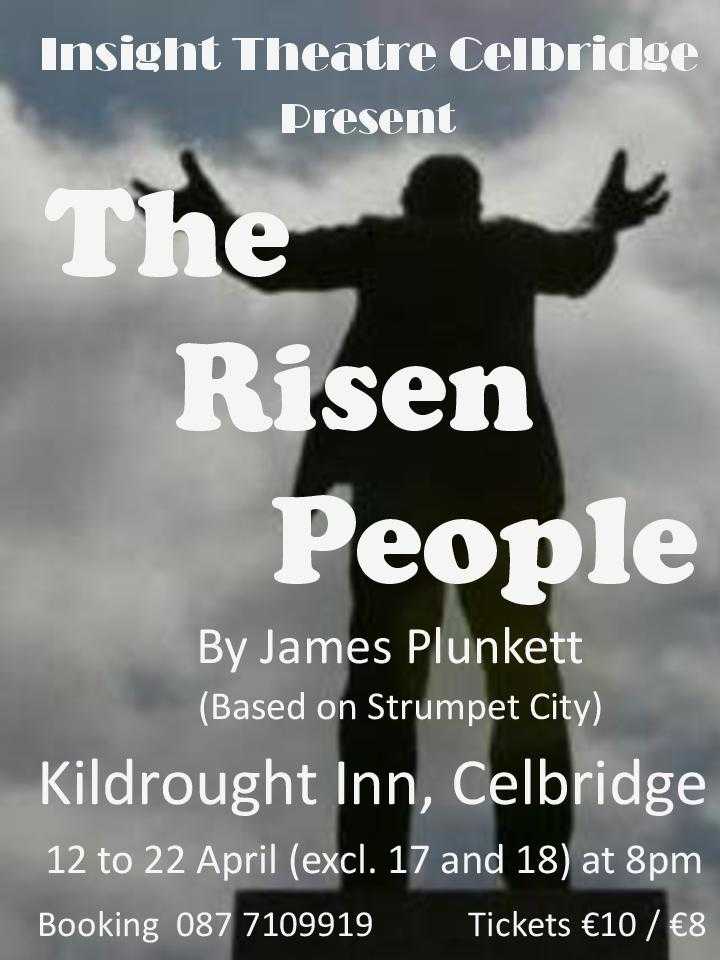 Insight Theatre Celbridge
Present
The
Risen
People
By James Plunkett
(Based on Strumpet City)
Kildrought Inn, Celbridge
12 to 22 April (excl. 17 and 18) at 8pm
Booking 087 7109919 Tickets €10 / €8